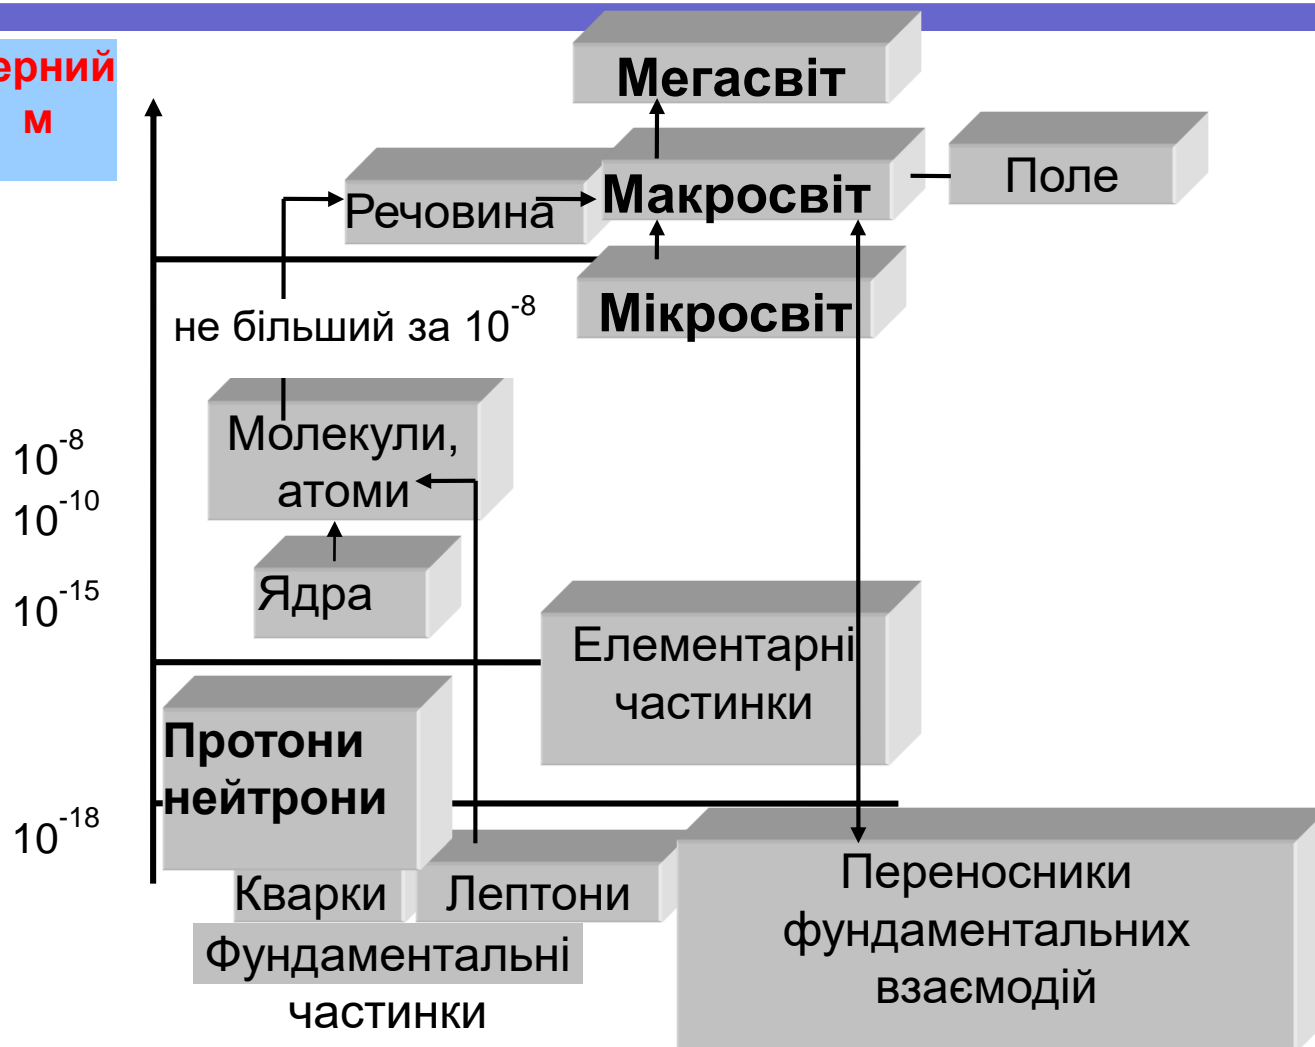 ерний
м
Мегасвіт
Макросвіт
Поле
Речовина
Мікросвіт
не більший за 10⁻⁸
10⁻⁸
Молекули,
атоми
10⁻¹⁰
10⁻¹⁵
Ядра
Елементарні
частинки
Протони
нейтрони
10⁻¹⁸
Кварки
Лептони
Фундаментальні
частинки
Переносники
фундаментальних
взаємодій